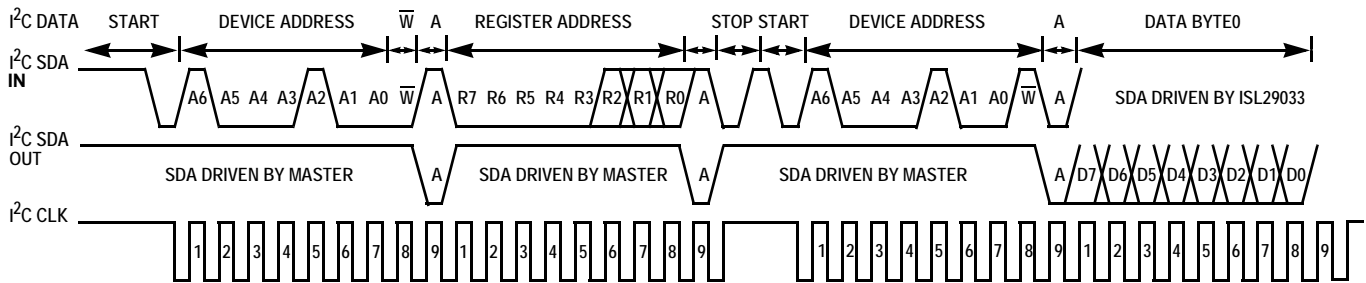 I²C DATA START DEVICE ADDRESS W̅ A REGISTER ADDRESS A STOP START DEVICE ADDRESS A DATA BYTE0
I²C SDA IN A6 A5 A4 A3 A2 A1 A0 W̅ A R7 R6 R5 R4 R3 R2 R1 R0 A A6 A5 A4 A3 A2 A1 A0 W̅ A SDA DRIVEN BY ISL29033
I²C SDA OUT SDA DRIVEN BY MASTER A SDA DRIVEN BY MASTER A SDA DRIVEN BY MASTER A D7 D6 D5 D4 D3 D2 D1 D0
I²C CLK 1 2 3 4 5 6 7 8 9 1 2 3 4 5 6 7 8 9 1 2 3 4 5 6 7 8 9 1 2 3 4 5 6 7 8 9